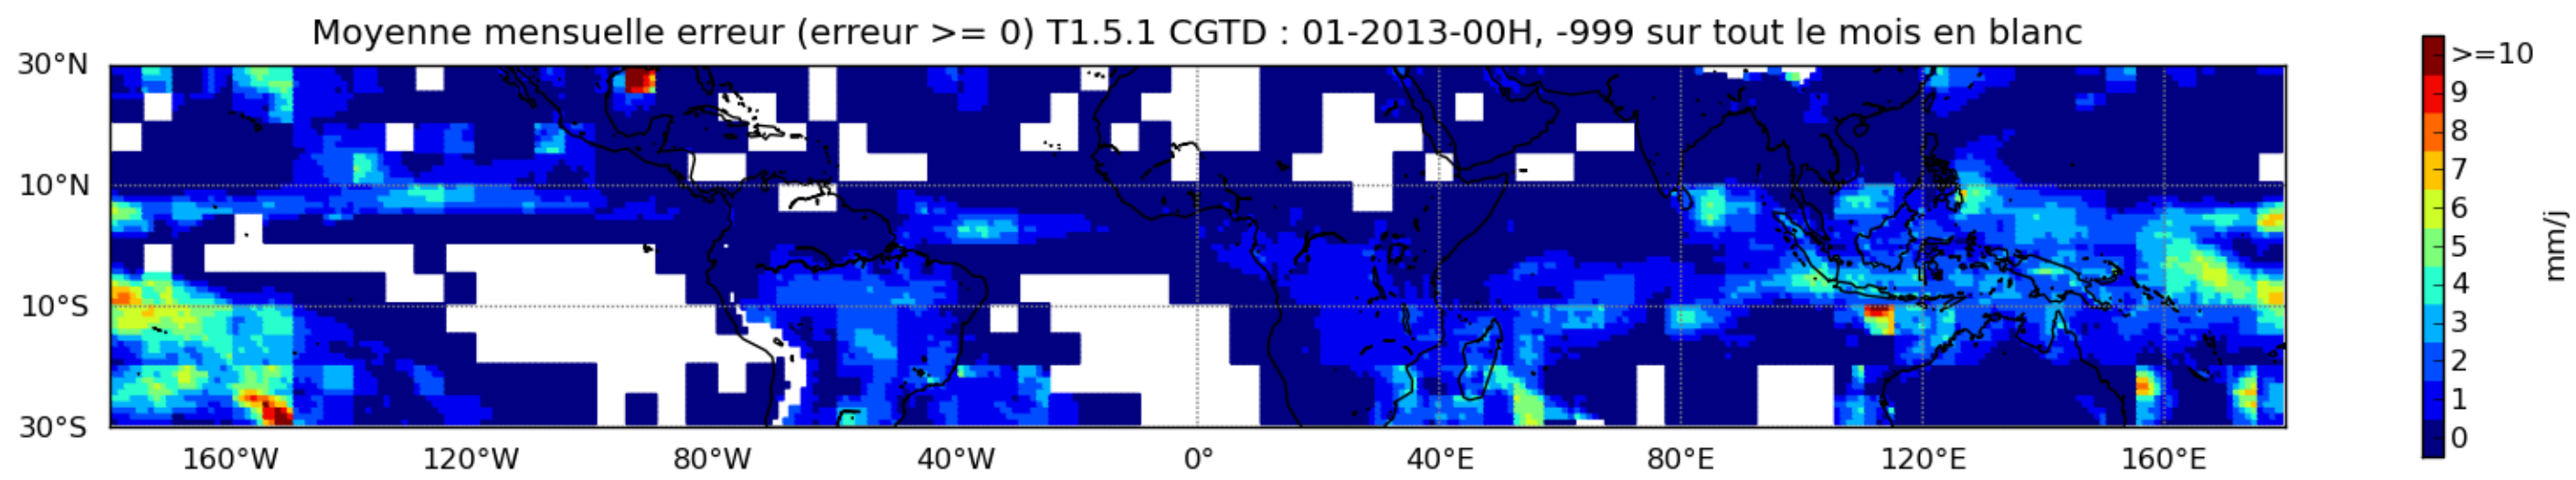 Moyenne mensuelle erreur (erreur >= 0) T1.5.1 CGTD : 01-2013-00H, -999 sur tout le mois en blanc
30°N
10°N
10°S
30°S
160°W 120°W 80°W 40°W 0° 40°E 80°E 120°E 160°E
>=10
9
8
7
6
5
4
3
2
1
0
mm/j